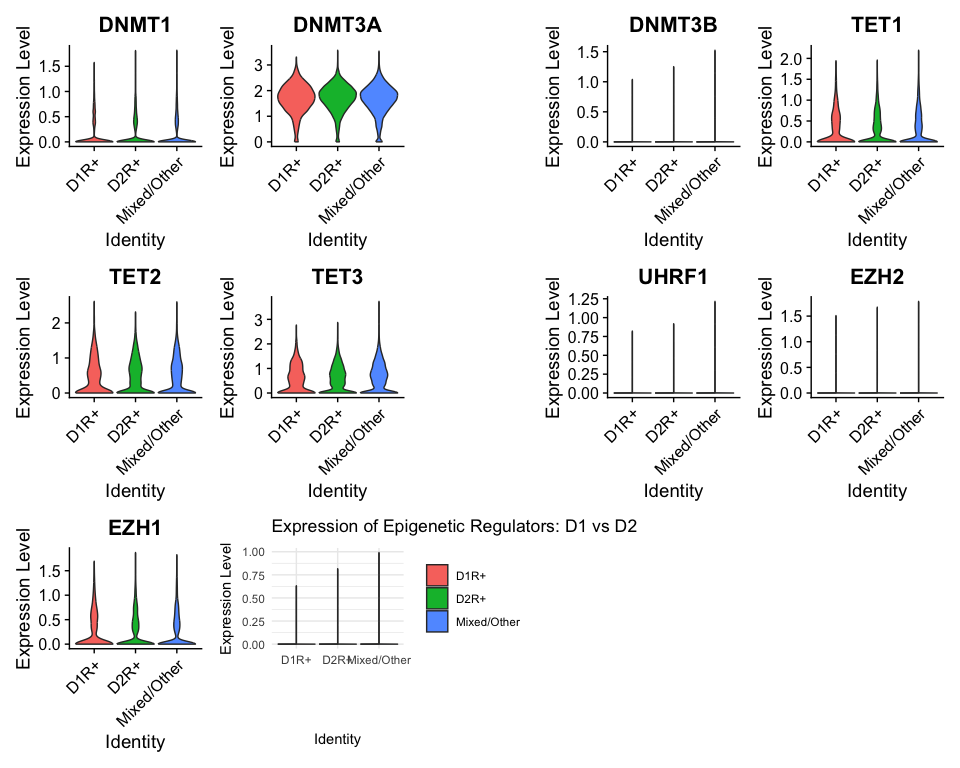 DNMT1
Expression Level
1.5
1.0
0.5
0.0
D1R+
D2R+
Mixed/Other
Identity
DNMT3A
Expression Level
3
2
1
0
D1R+
D2R+
Mixed/Other
Identity
DNMT3B
Expression Level
1.5
1.0
0.5
0.0
D1R+
D2R+
Mixed/Other
Identity
TET1
Expression Level
2.0
1.5
1.0
0.5
0.0
D1R+
D2R+
Mixed/Other
Identity
TET2
Expression Level
2
1
0
D1R+
D2R+
Mixed/Other
Identity
TET3
Expression Level
3
2
1
0
D1R+
D2R+
Mixed/Other
Identity
UHRF1
Expression Level
1.25
1.00
0.75
0.50
0.25
0.00
D1R+
D2R+
Mixed/Other
Identity
EZH2
Expression Level
1.5
1.0
0.5
0.0
D1R+
D2R+
Mixed/Other
Identity
EZH1
Expression Level
1.5
1.0
0.5
0.0
D1R+
D2R+
Mixed/Other
Identity
Expression of Epigenetic Regulators: D1 vs D2
Expression Level
1.00
0.75
0.50
0.25
0.00
D1R+
D2R+
Mixed/Other
Identity
D1R+
D2R+
Mixed/Other